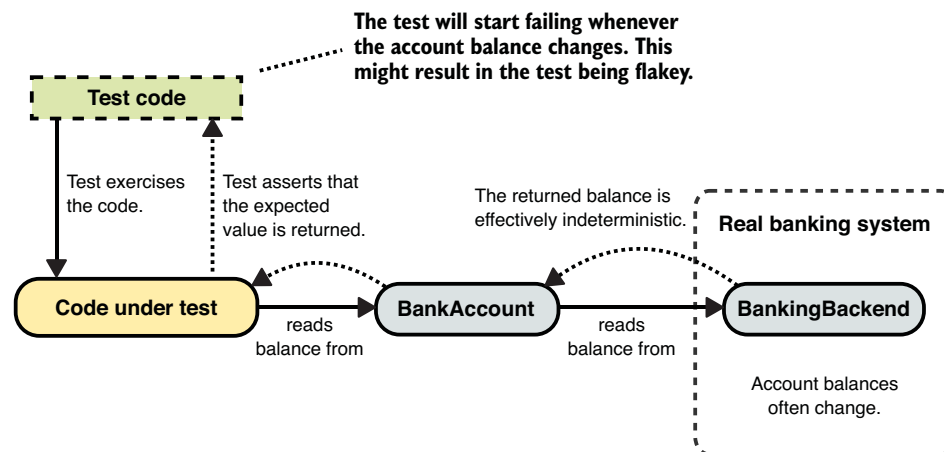 The test will start failing whenever
the account balance changes. This
might result in the test being flakey.
Test code
Test exercises
the code.
Test asserts that
the expected
value is returned.
The returned balance is
effectively indeterministic.
Real banking system
Code under test
reads
balance from
BankAccount
reads
balance from
BankingBackend
Account balances
often change.